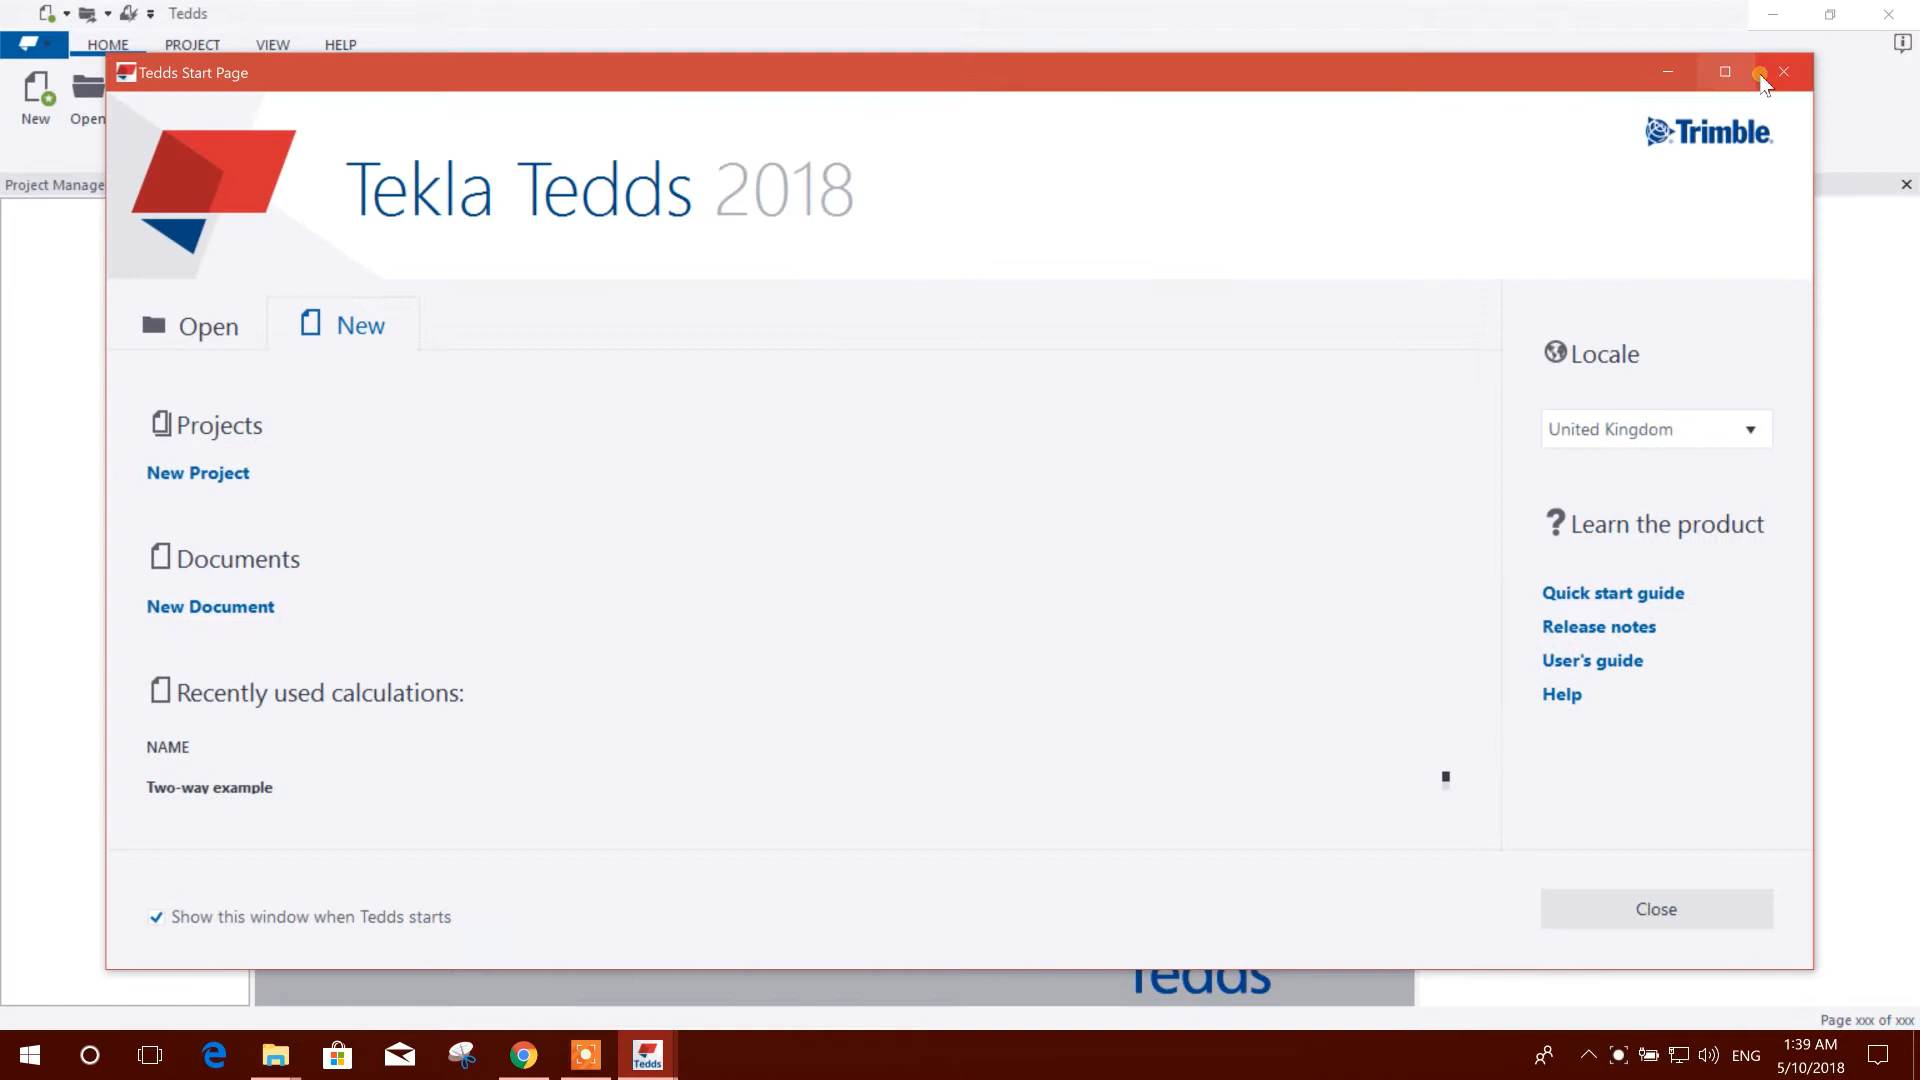 Tedds
HOME PROJECT VIEW HELP
Tedds Start Page
New Open
Trimble
Tekla Tedds 2018
Project Manage
Open New
Locale
Projects
United Kingdom
New Project
Learn the product
Documents
New Document
Quick start guide
Release notes
User's guide
Help
Recently used calculations:
NAME
Two-way example
Show this window when Tedds starts
Close
Tedds
Page xxx of xxx
Tedds
ENG
1:39 AM
5/10/2018